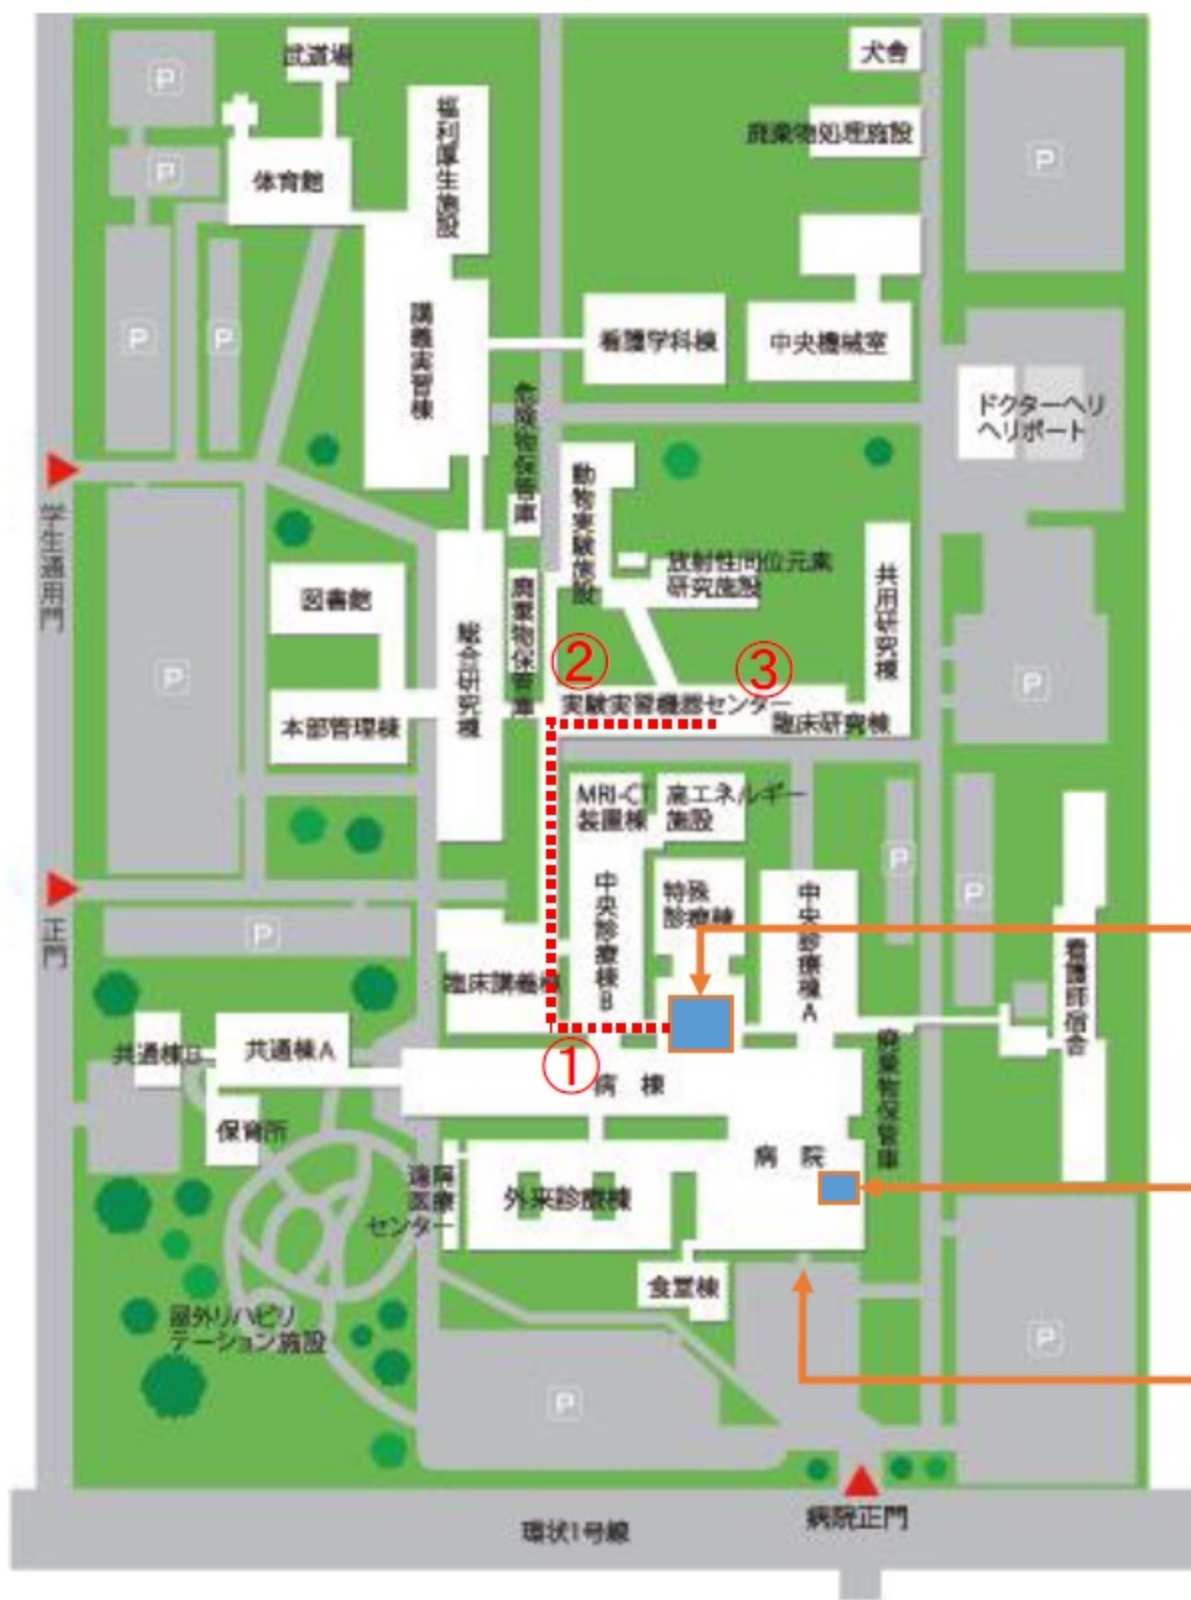 武道場
犬舎
P
福利厚生施設
廃棄物処理施設
P
P
体育館
講義実習棟
看護学科棟
中央機械室
P
P
危険物保管庫
ドクターヘリ
ヘリポート
学生通用門
動物実験施設
放射性同位元素
研究施設
共用研究棟
図書館
廃棄物保管庫
総合研究棟
②
③
P
P
実験実習機器センター
本部管理棟
臨床研究棟
MRI-CT
装置棟
高エネルギー
施設
P
P
中央診療棟B
特殊
診療棟
中央診療棟A
正門
P
看護師宿舎
臨床講義棟
共通棟B
共通棟A
①
病棟
廃棄物保管庫
保育所
病院
遠隔
医療
センター
外来診療棟
食堂棟
屋外リハビリ
テーション施設
P
P
病院正門
環状1号線